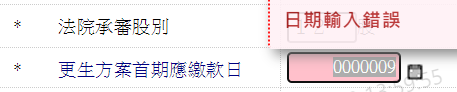 日期輸入錯誤
* 法院承審股別
* 更生方案首期應繳款日 0000009